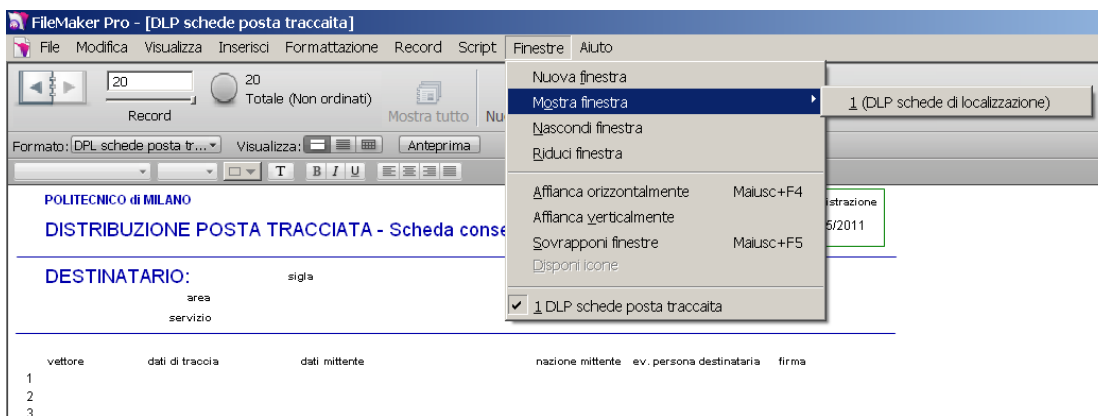 FileMaker Pro - [DLP schede posta traccaita]
File Modifica Visualizza Inserisci Formattazione Record Script Finestre Aiuto
20
20
Totale (Non ordinati)
Record
Mostra tutto
Nu
Nuova finestra
Mostra finestra
1 (DLP schede di localizzazione)
Nascondi finestra
Riduci finestra
Affianca orizzontalmente Maiusc+F4
Affianca verticalmente
Sovrapponi finestre Maiusc+F5
Disponi icone
1 DLP schede posta traccaita
Formato: DPL schede posta tr... Visualizza: Anteprima
T B I U
POLITECNICO di MILANO
istrazione
DISTRIBUZIONE POSTA TRACCIATA - Scheda conse
5/2011
DESTINATARIO: sigla
area
servizio
vettore dati di traccia dati mittente nazione mittente ev. persona destinataria firma
1
2
3